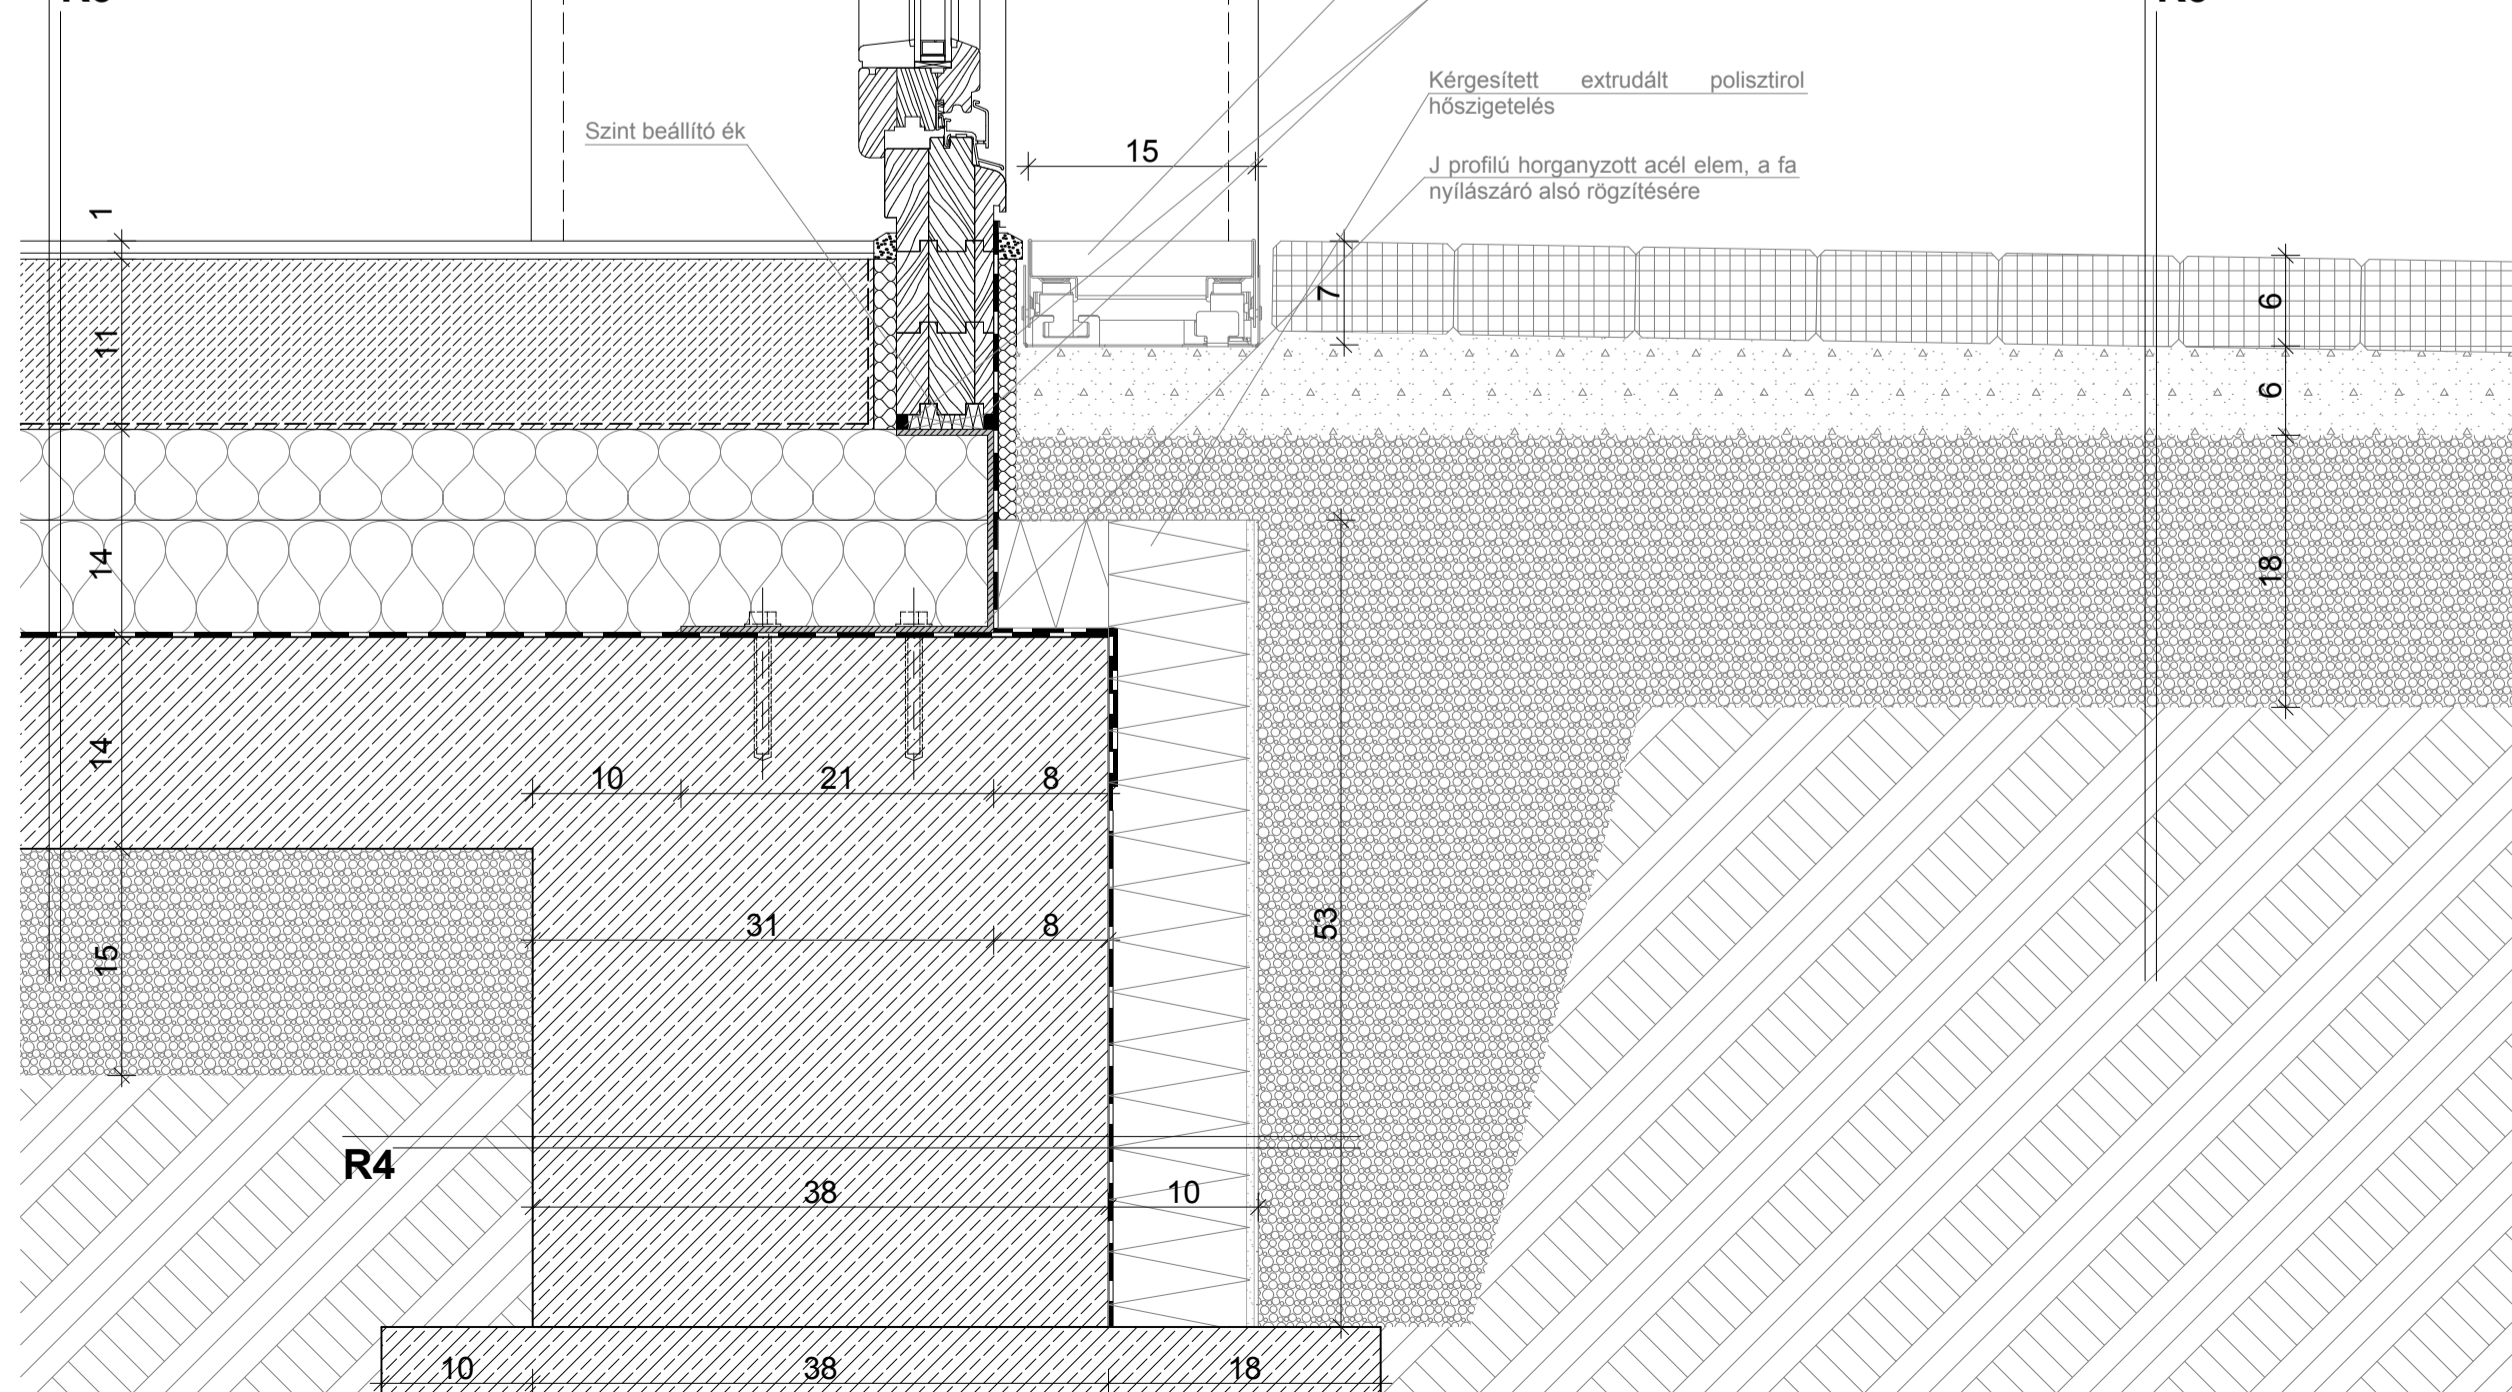 Kérgesített extrudált polisztirol
hőszigetelés
Szint beállító ék
15
J profilú horganyzott acél elem, a fa
nyílászáró alsó rögzítésére
1
7
6
11
6
14
18
14
10 21 8
31 8
53
15
R4
38 10
10 38 18